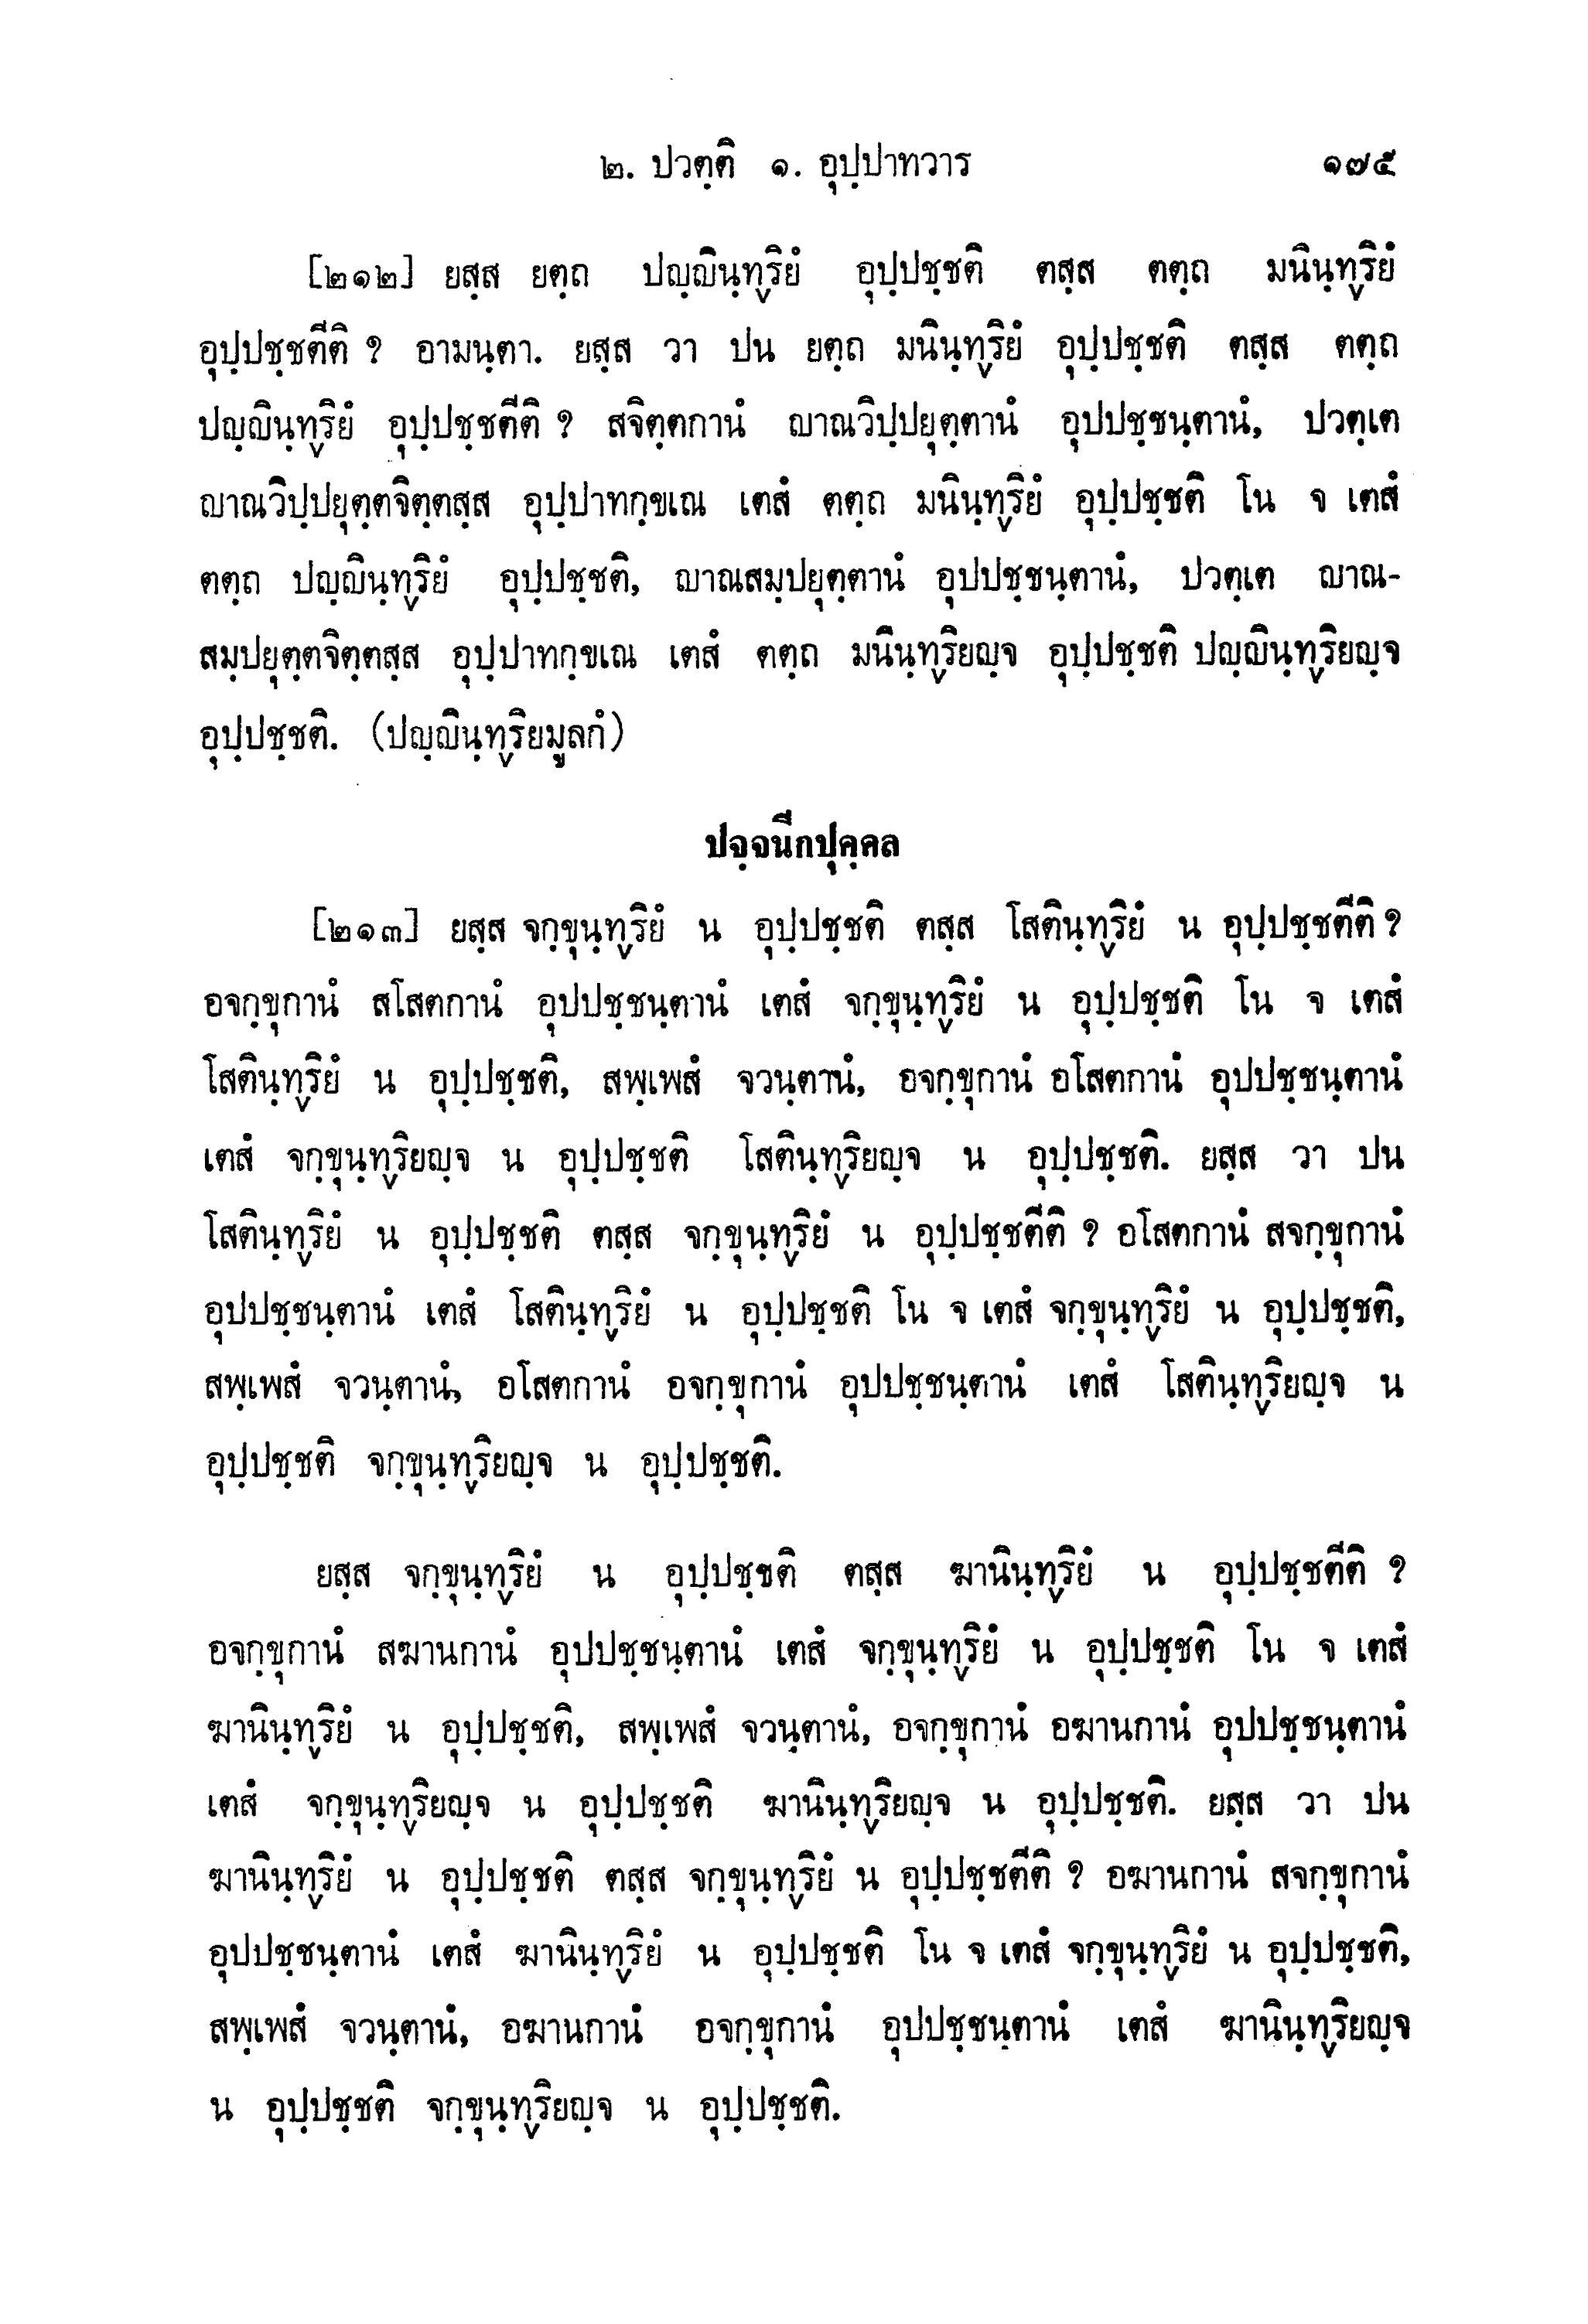 ๒. ปวตฺติ ๑. อุปฺปาทวาร ๑๗๕
[๒๑๒] ยสฺส ยตฺถ ปญฺญินฺทฺริยํ อุปฺปชฺชติ ตสฺส ตตฺถ มนินฺทฺริยํ
อุปฺปชฺชตีติ ? อามนฺตา. ยสฺส วา ปน ยตฺถ มนินฺทฺริยํ อุปฺปชฺชติ ตสฺส ตตฺถ
ปญฺญินฺทฺริยํ อุปฺปชฺชตีติ ? สจิตฺตกานํ ญาณวิปฺปยุตฺตานํ อุปปชฺชนฺตานํ, ปวตฺเต
ญาณวิปฺปยุตฺตจิตฺตสฺส อุปฺปาทกฺขเณ เตสํ ตตฺถ มนินฺทฺริยํ อุปฺปชฺชติ โน จ เตสํ
ตตฺถ ปญฺญินฺทฺริยํ อุปฺปชฺชติ, ญาณสมฺปยุตฺตานํ อุปปชฺชนฺตานํ, ปวตฺเต ญาณ-
สมฺปยุตฺตจิตฺตสฺส อุปฺปาทกฺขเณ เตสํ ตตฺถ มนินฺทฺริยญฺจ อุปฺปชฺชติ ปญฺญินฺทฺริยญฺจ
อุปฺปชฺชติ. (ปญฺญินฺทฺริยมูลกํ)
ปจฺจนีกปุคฺคล
[๒๑๓] ยสฺส จกฺขุนฺทฺริยํ น อุปฺปชฺชติ ตสฺส โสตินฺทฺริยํ น อุปฺปชฺชตีติ ?
อจกฺขุกานํ สโสตกานํ อุปปชฺชนฺตานํ เตสํ จกฺขุนฺทฺริยํ น อุปฺปชฺชติ โน จ เตสํ
โสตินฺทฺริยํ น อุปฺปชฺชติ, สพฺเพสํ จวนฺตานํ, อจกฺขุกานํ อโสตกานํ อุปปชฺชนฺตานํ
เตสํ จกฺขุนฺทฺริยญฺจ น อุปฺปชฺชติ โสตินฺทฺริยญฺจ น อุปฺปชฺชติ. ยสฺส วา ปน
โสตินฺทฺริยํ น อุปฺปชฺชติ ตสฺส จกฺขุนฺทฺริยํ น อุปฺปชฺชตีติ ? อโสตกานํ สจกฺขุกานํ
อุปปชฺชนฺตานํ เตสํ โสตินฺทฺริยํ น อุปฺปชฺชติ โน จ เตสํ จกฺขุนฺทฺริยํ น อุปฺปชฺชติ,
สพฺเพสํ จวนฺตานํ, อโสตกานํ อจกฺขุกานํ อุปปชฺชนฺตานํ เตสํ โสตินฺทฺริยญฺจ น
อุปฺปชฺชติ จกฺขุนฺทฺริยญฺจ น อุปฺปชฺชติ.
ยสฺส จกฺขุนฺทฺริยํ น อุปฺปชฺชติ ตสฺส ฆานินฺทฺริยํ น อุปฺปชฺชตีติ ?
อจกฺขุกานํ สฆานกานํ อุปปชฺชนฺตานํ เตสํ จกฺขุนฺทฺริยํ น อุปฺปชฺชติ โน จ เตสํ
ฆานินฺทฺริยํ น อุปฺปชฺชติ, สพฺเพสํ จวนฺตานํ, อจกฺขุกานํ อฆานกานํ อุปปชฺชนฺตานํ
เตสํ จกฺขุนฺทฺริยญฺจ น อุปฺปชฺชติ ฆานินฺทฺริยญฺจ น อุปฺปชฺชติ. ยสฺส วา ปน
ฆานินฺทฺริยํ น อุปฺปชฺชติ ตสฺส จกฺขุนฺทฺริยํ น อุปฺปชฺชตีติ ? อฆานกานํ สจกฺขุกานํ
อุปปชฺชนฺตานํ เตสํ ฆานินฺทฺริยํ น อุปฺปชฺชติ โน จ เตสํ จกฺขุนฺทฺริยํ น อุปฺปชฺชติ,
สพฺเพสํ จวนฺตานํ, อฆานกานํ อจกฺขุกานํ อุปปชฺชนฺตานํ เตสํ ฆานินฺทฺริยญฺจ
น อุปฺปชฺชติ จกฺขุนฺทฺริยญฺจ น อุปฺปชฺชติ.